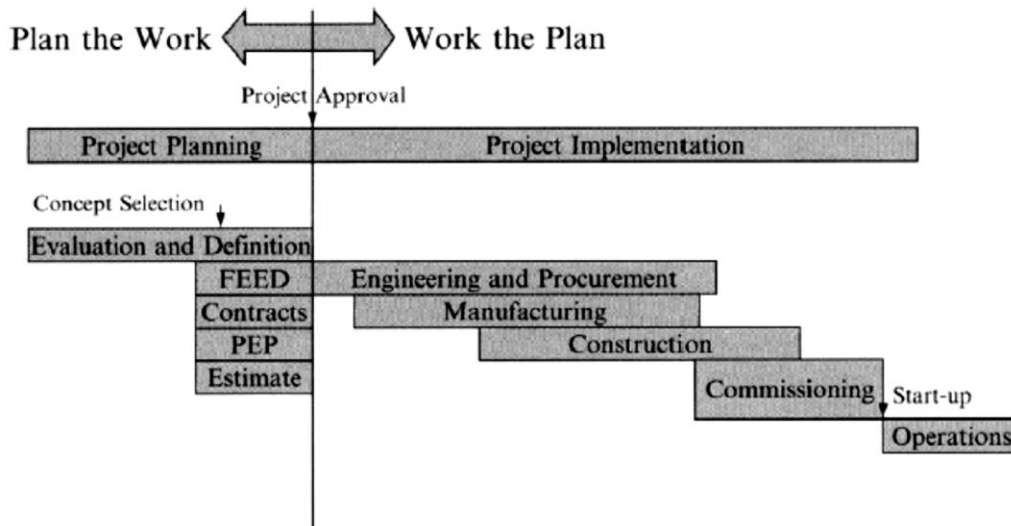 Plan the Work
Work the Plan
Project Approval
Project Planning
Project Implementation
Concept Selection
Evaluation and Definition
FEED
Engineering and Procurement
Contracts
Manufacturing
PEP
Construction
Estimate
Commissioning
Start-up
Operations